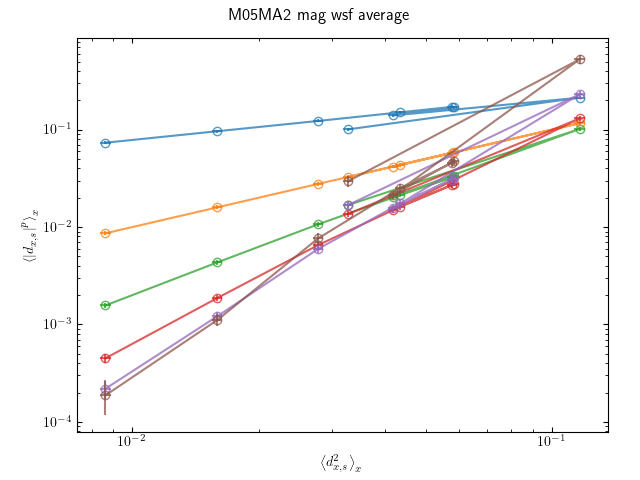 M05MA2 mag wsf average
⟨|d_{x,s}|^p⟩_x
10^{-1}
10^{-2}
10^{-3}
10^{-4}
10^{-2}
10^{-1}
⟨d^2_{x,s}⟩_x